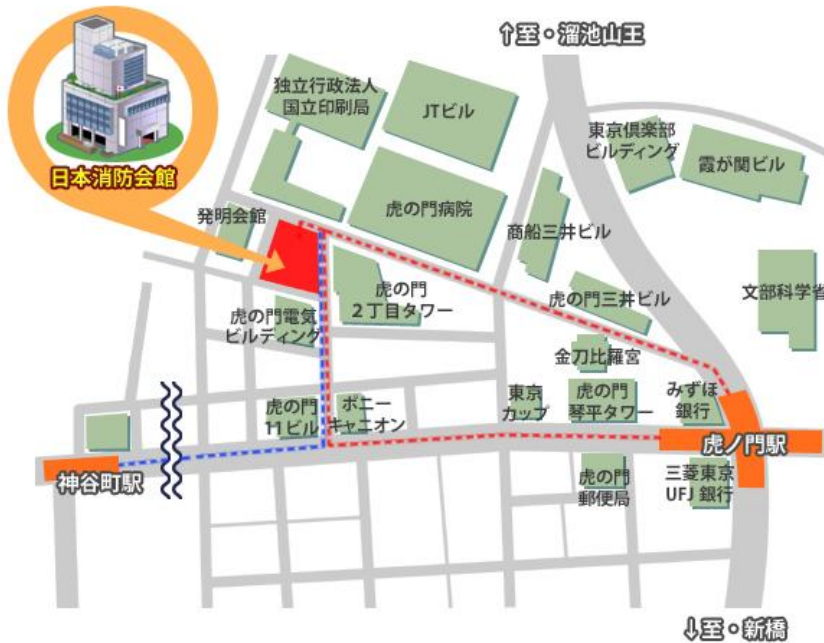 ↑至・溜池山王
独立行政法人
国立印刷局
JTビル
東京倶楽部
ビルディング
霞が関ビル
日本消防会館
発明会館
虎の門病院
商船三井ビル
虎の門
2丁目タワー
虎の門三井ビル
文部科学省
虎の門電気
ビルディング
金刀比羅宮
虎の門
11ビル
ポニー
キャニオン
東京
カップ
虎の門
琴平タワー
みずほ
銀行
虎ノ門駅
神谷町駅
虎の門
郵便局
三菱東京
UFJ銀行
↓至・新橋